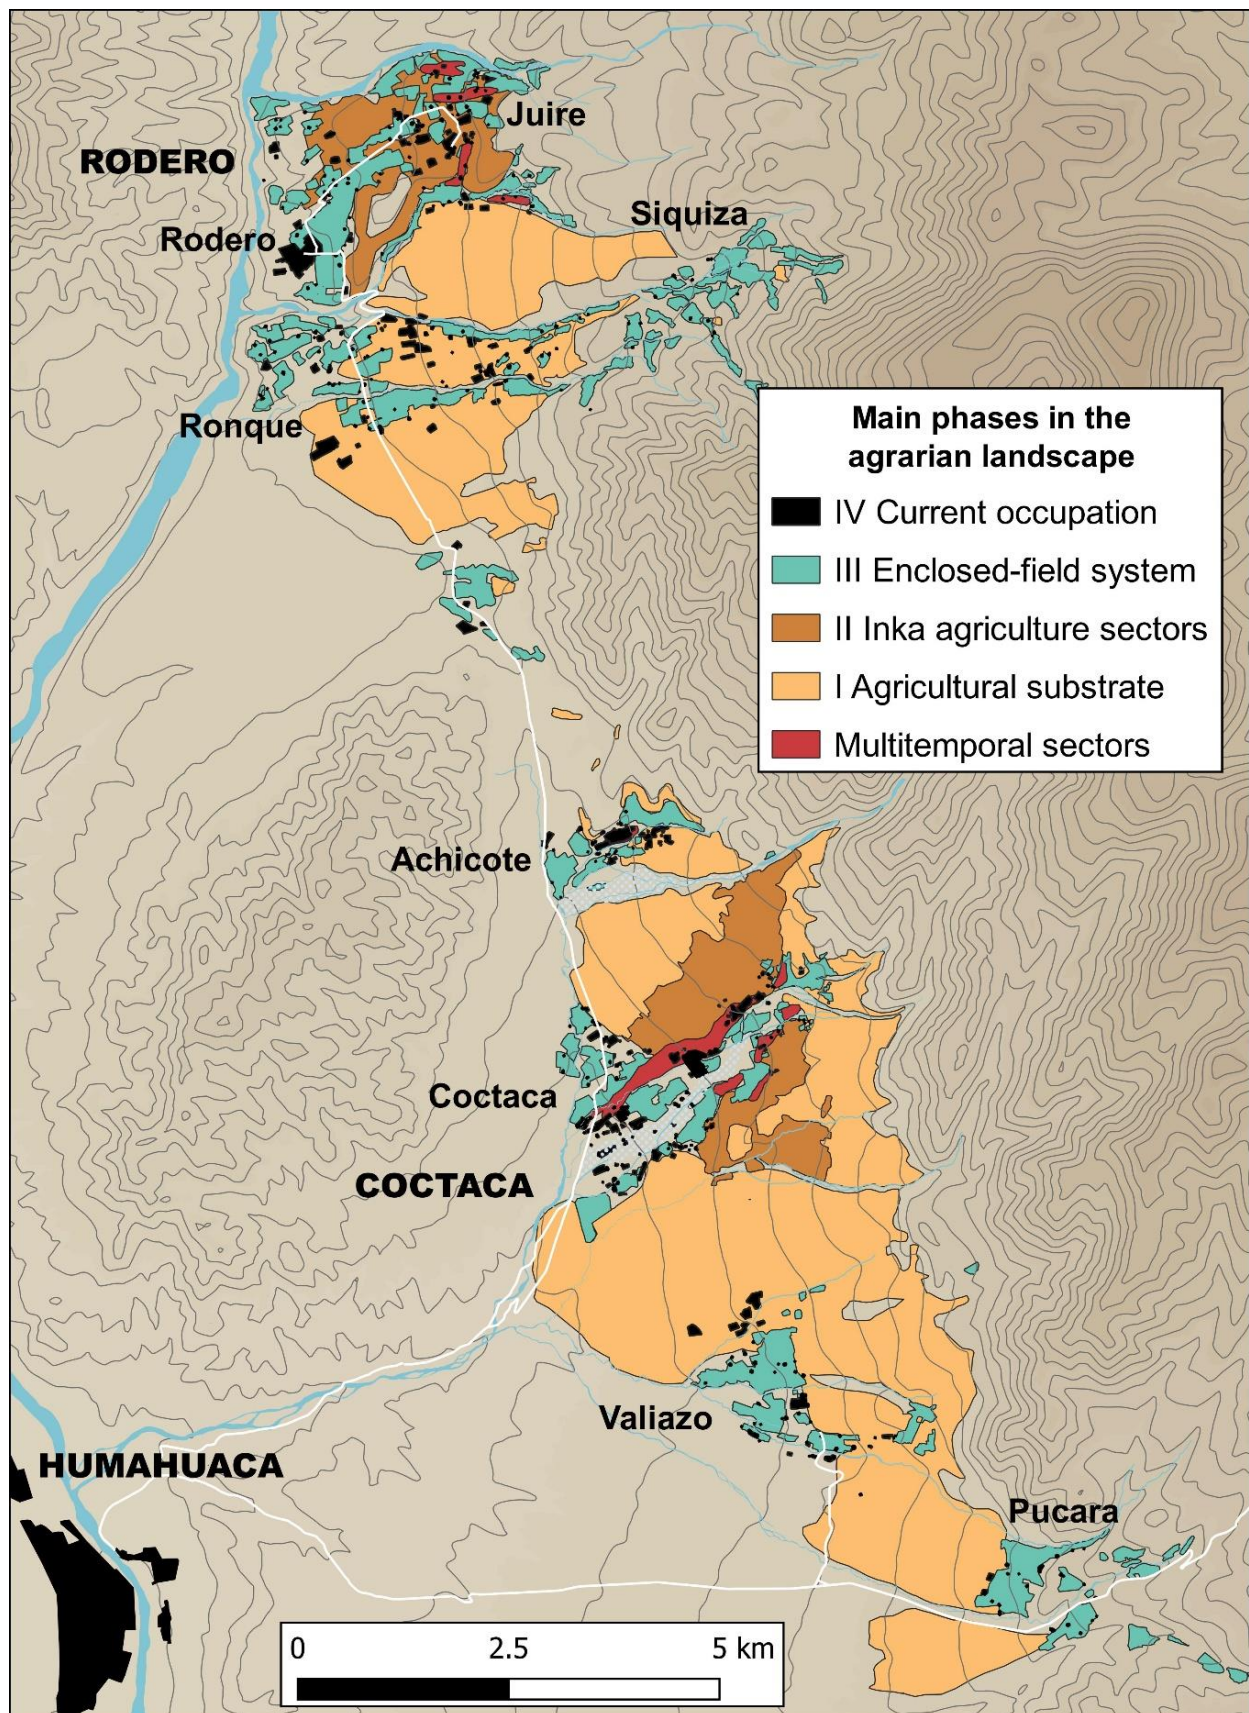 Juire
RODERO
Siquiza
Rodero
Ronque
Main phases in the
agrarian landscape
IV Current occupation
III Enclosed-field system
II Inka agriculture sectors
I Agricultural substrate
Multitemporal sectors
Achicote
Coctaca
COCTACA
Valiazo
HUMAHUACA
Pucara
0 2.5 5 km